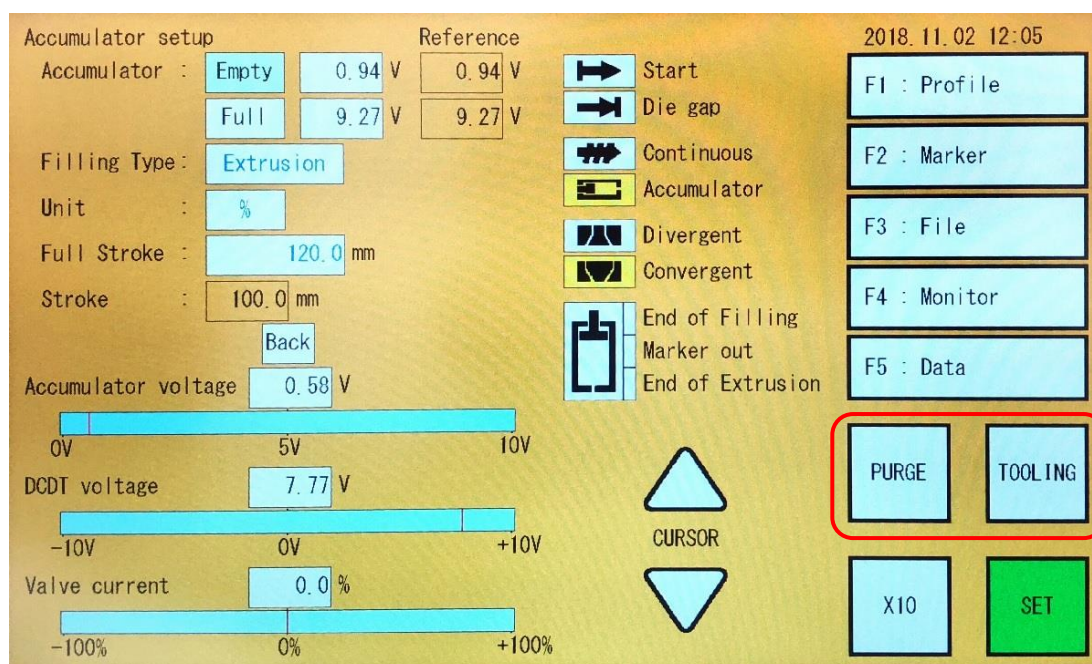 Accumulator setup Reference
Accumulator : Empty 0.94 V 0.94 V
Full 9.27 V 9.27 V
Filling Type: Extrusion
Unit : %
Full Stroke : 120.0 mm
Stroke : 100.0 mm
Back
Accumulator voltage 0.58 V
0V 5V 10V
DCDT voltage 7.77 V
-10V 0V +10V
Valve current 0.0 %
-100% 0% +100%
Start
Die gap
Continuous
Accumulator
Divergent
Convergent
End of Filling
Marker out
End of Extrusion
CURSOR
2018.11.02 12:05
F1 : Profile
F2 : Marker
F3 : File
F4 : Monitor
F5 : Data
PURGE TOOLING
X10 SET